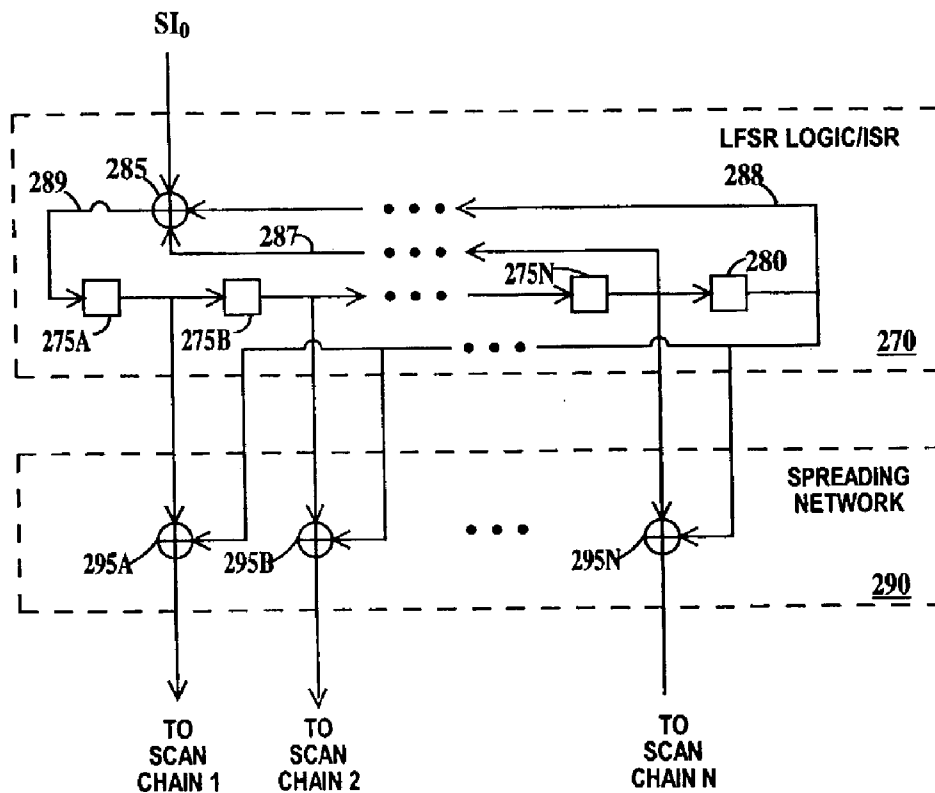 SI₀
LFSR LOGIC/ISR
285
289
288
287
275N
280
275A
275B
270
SPREADING
NETWORK
295A
295B
295N
290
TO
SCAN
CHAIN 1
TO
SCAN
CHAIN 2
TO
SCAN
CHAIN N